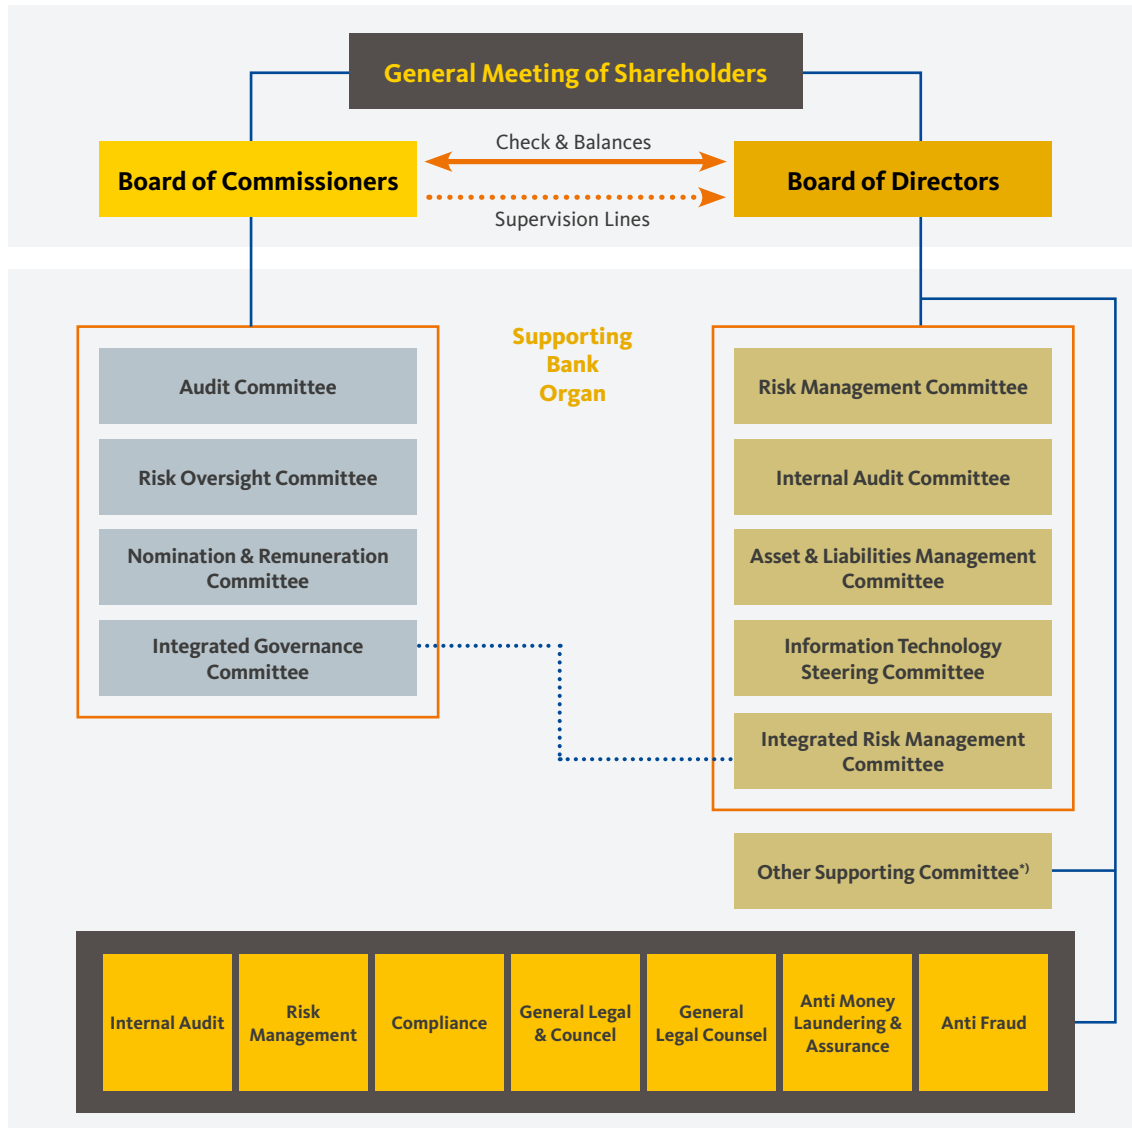 General Meeting of Shareholders
Check & Balances
Board of Commissioners
Board of Directors
Supervision Lines
Supporting
Bank
Organ
Audit Committee
Risk Oversight Committee
Nomination & Remuneration
Committee
Integrated Governance
Committee
Risk Management Committee
Internal Audit Committee
Asset & Liabilities Management
Committee
Information Technology
Steering Committee
Integrated Risk Management
Committee
Other Supporting Committee*)
Internal Audit
Risk
Management
Compliance
General Legal
& Councel
General
Legal Counsel
Anti Money
Laundering &
Assurance
Anti Fraud